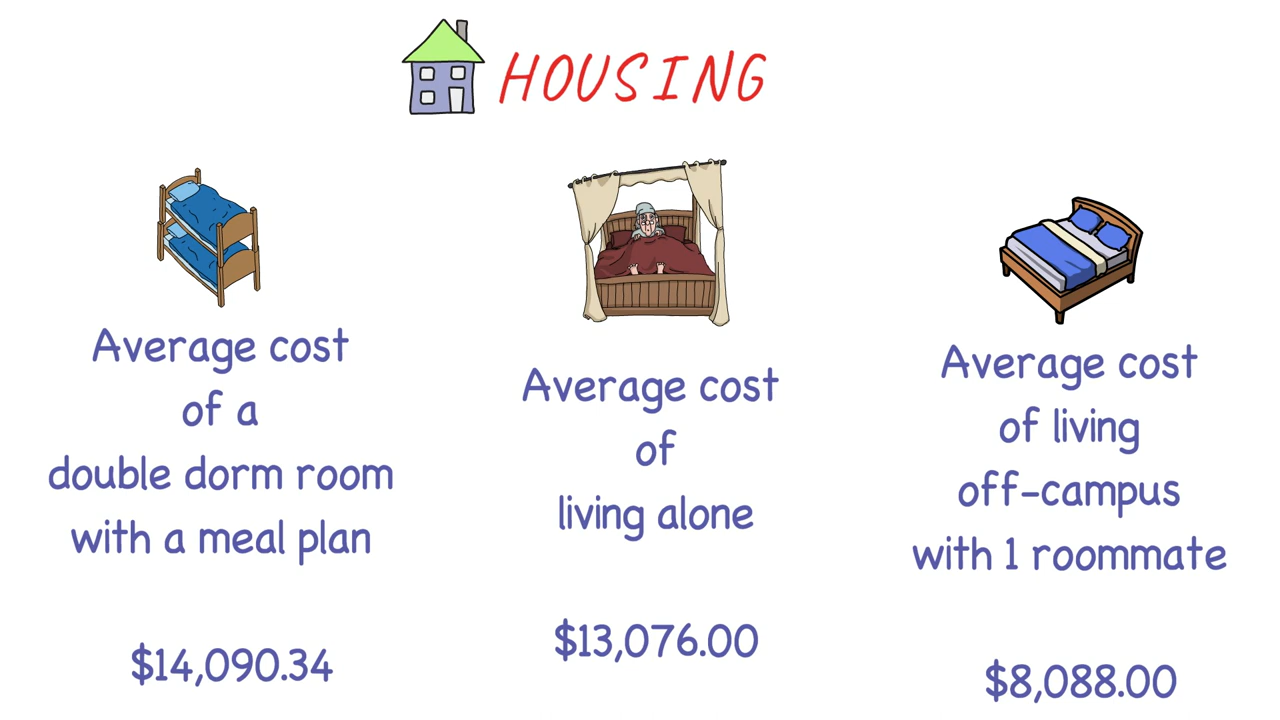 HOUSING
Average cost
of a
double dorm room
with a meal plan
$14,090.34
Average cost
of
living alone
$13,076.00
Average cost
of living
off-campus
with 1 roommate
$8,088.00